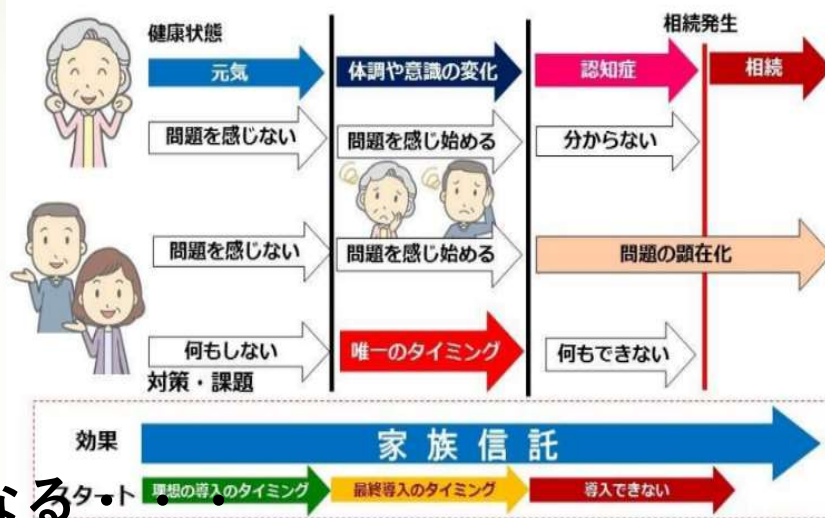 相続発生
健康状態
元気 体調や意識の変化 認知症 相続
問題を感じない 問題を感じ始める 分からない
問題を感じない 問題を感じ始める 問題の顕在化
何もしない 唯一のタイミング 何もできない
対策・課題
効果 家族信託
スタート 理想の導入のタイミング 最終導入のタイミング 導入できない
なる・・・